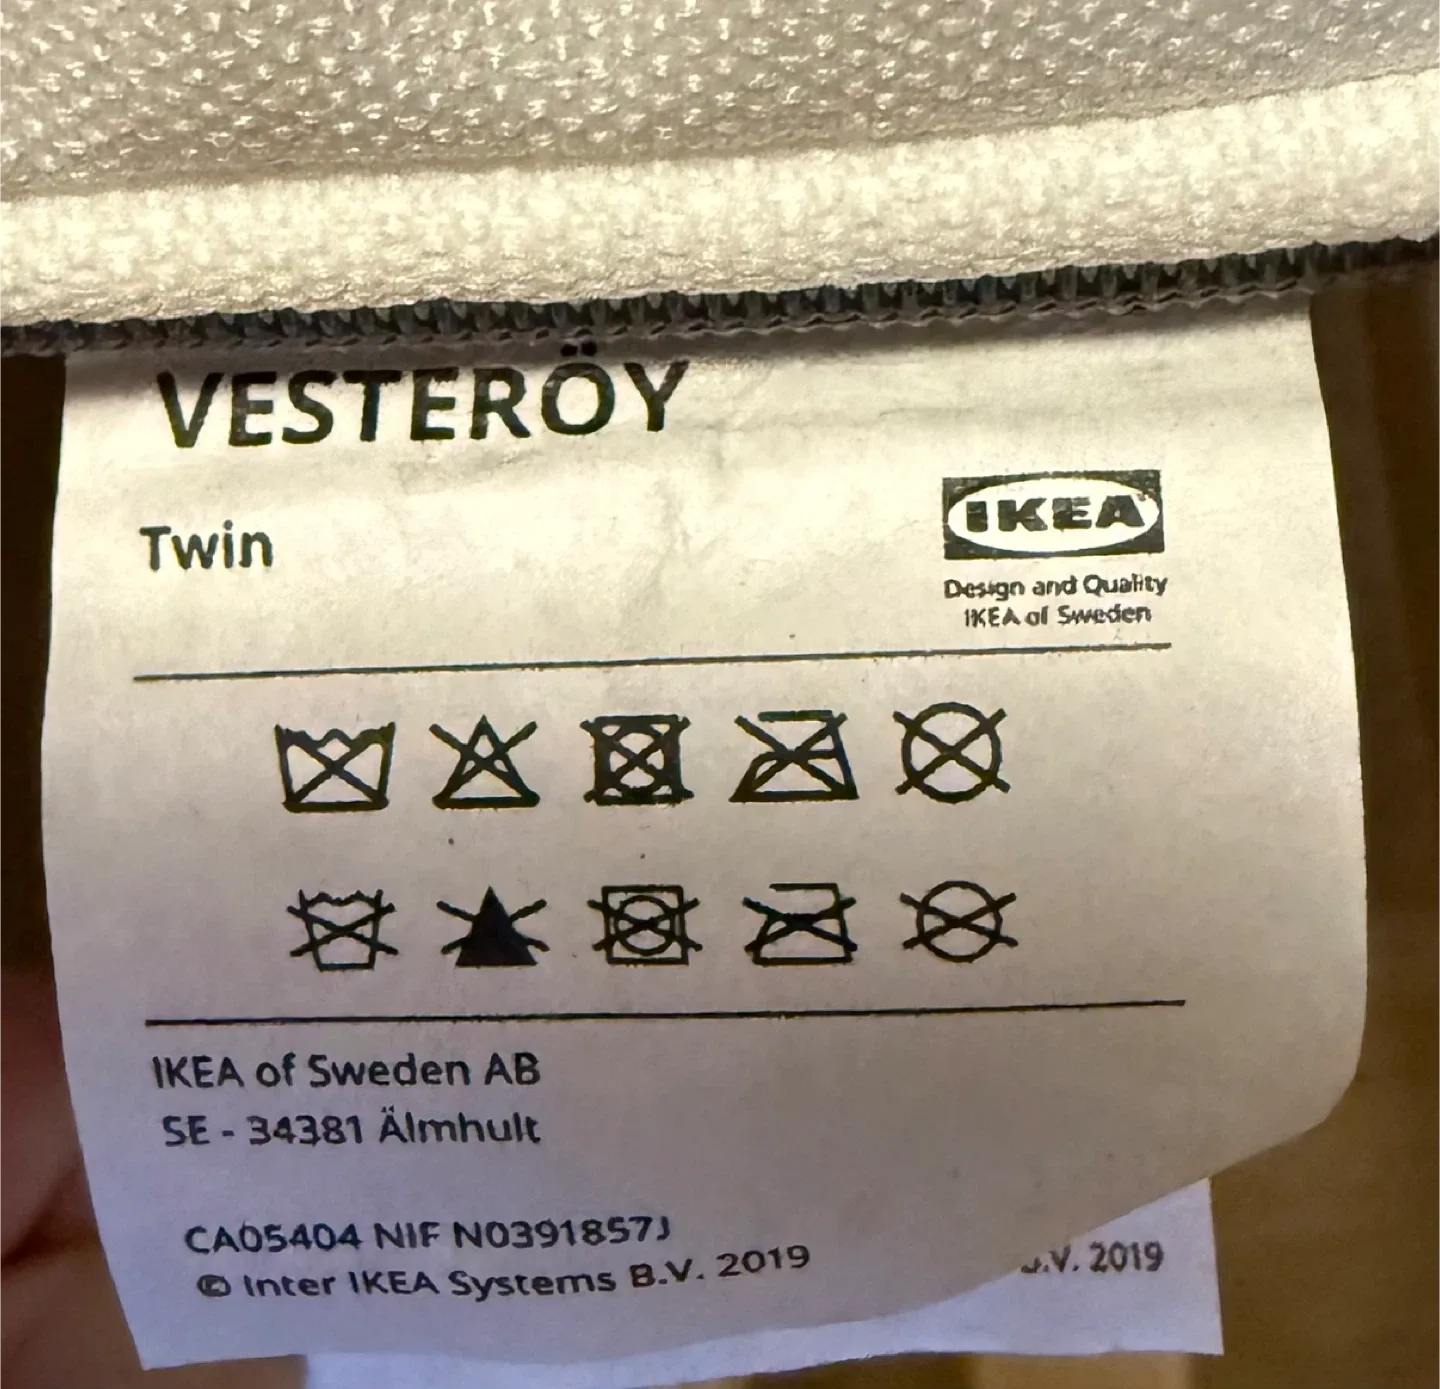 VESTERÖY
Twin
IKEA
Design and Quality
IKEA of Sweden
IKEA of Sweden AB
SE - 34381 Älmhult
CA05404 NIF N0391857J
© Inter IKEA Systems B.V. 2019
.V. 2019